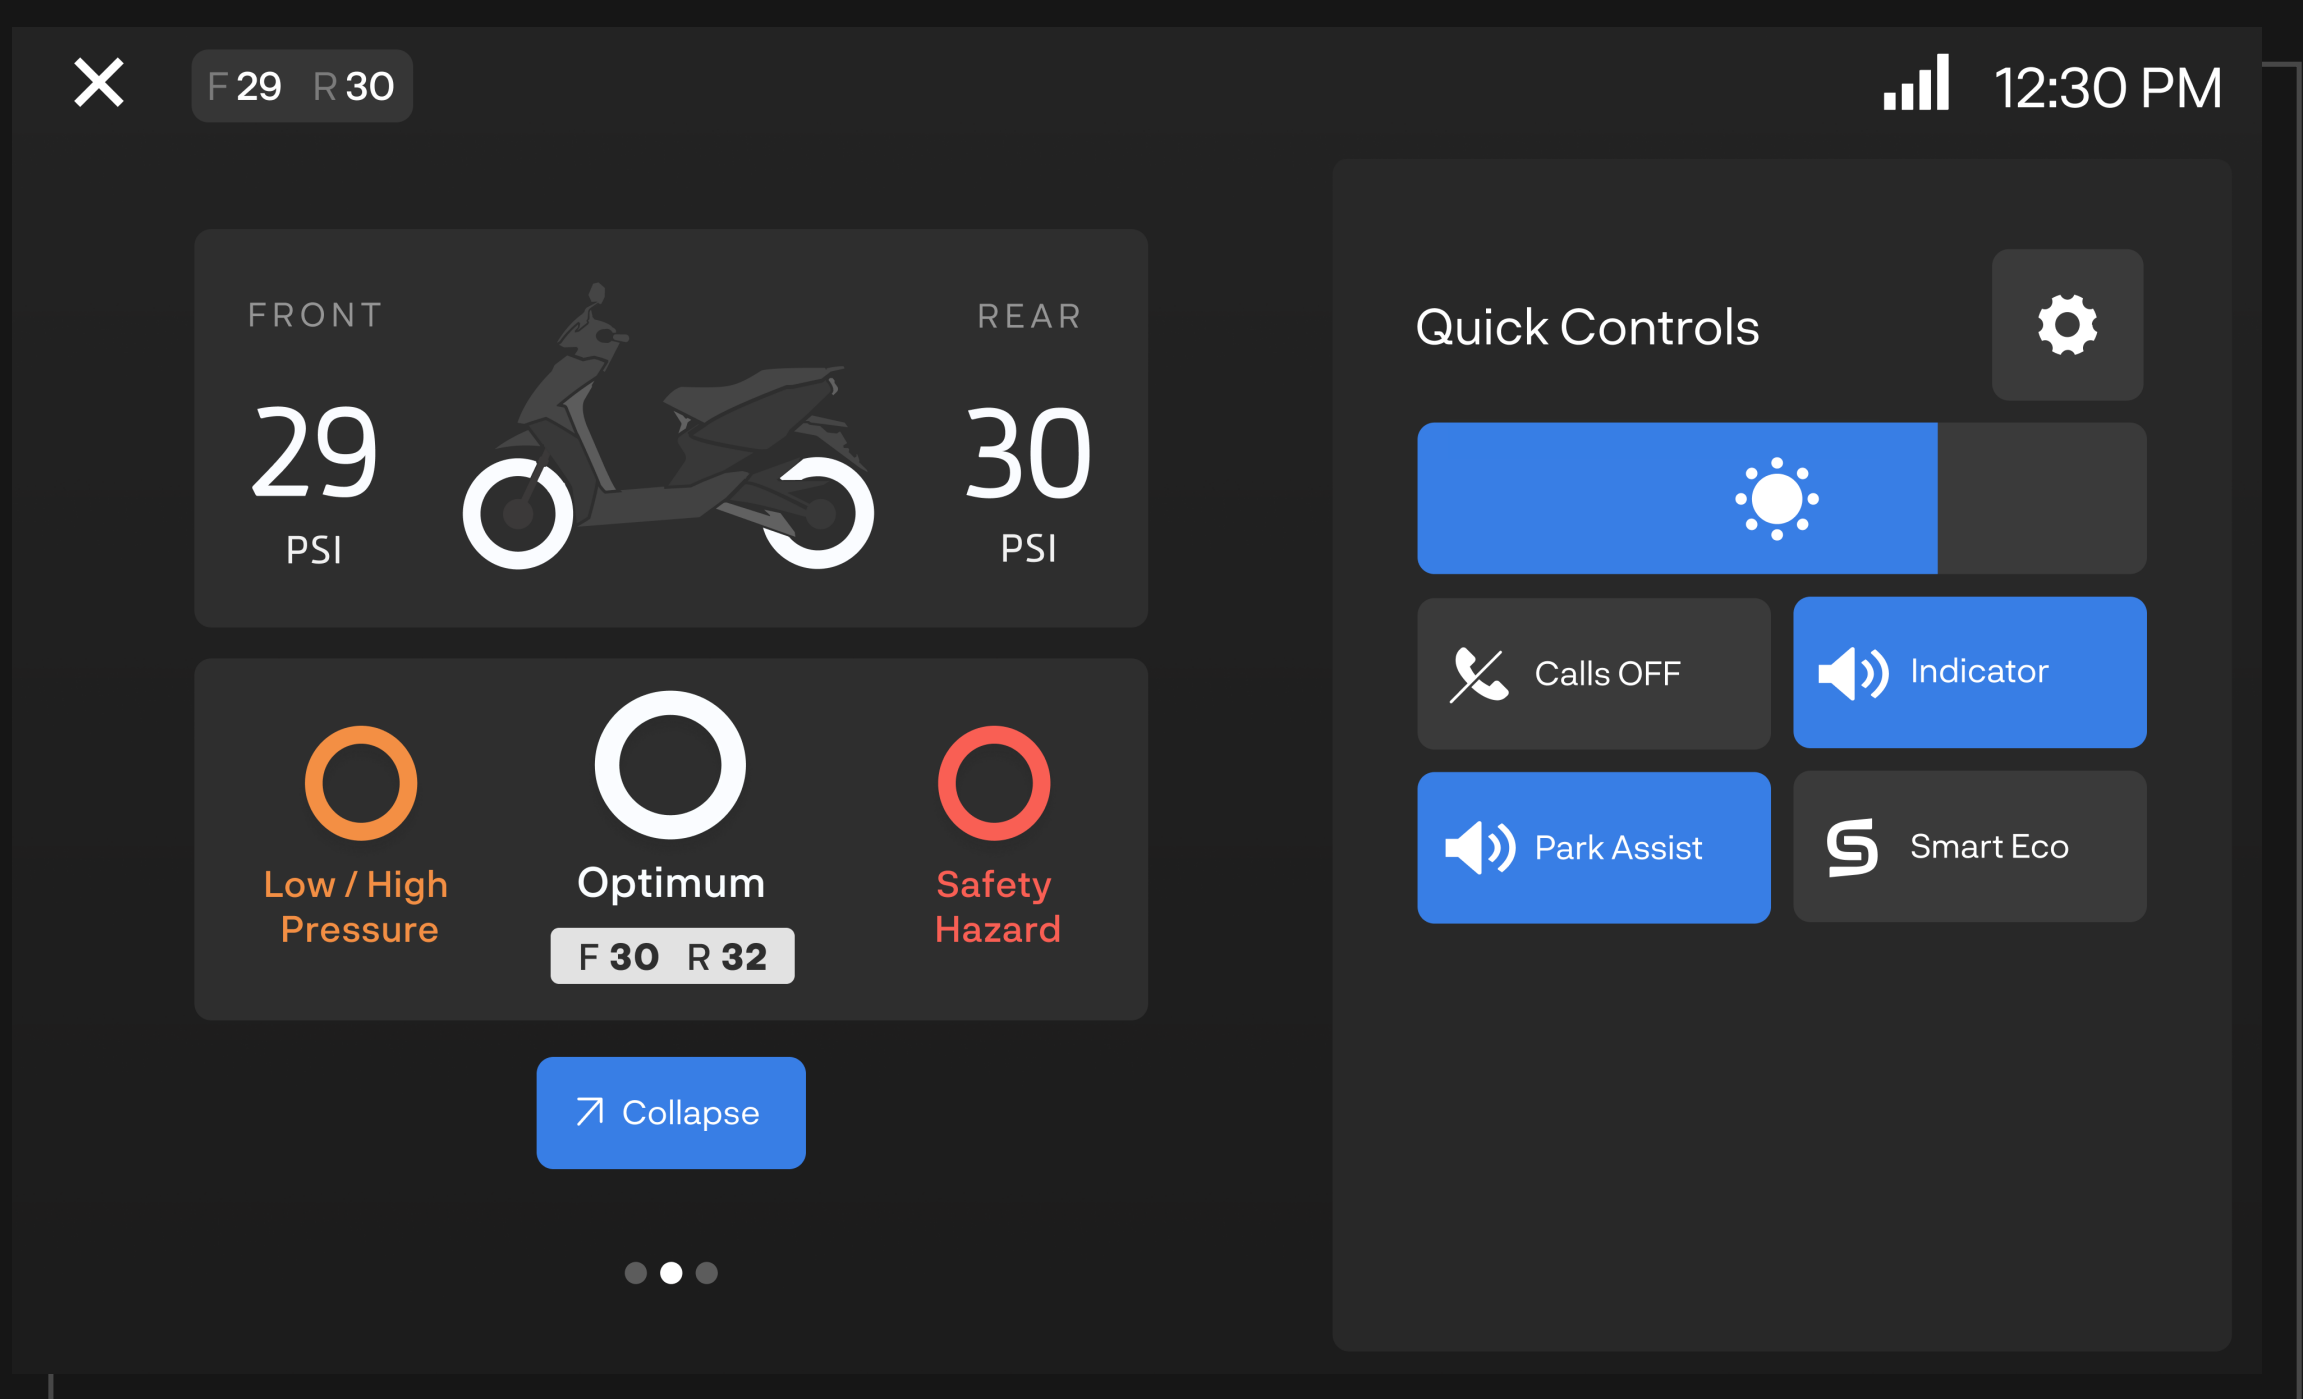 F 29 R 30
12:30 PM
FRONT
REAR
29
30
PSI
PSI
Low / High
Pressure
Optimum
F 30 R 32
Safety
Hazard
Collapse
Quick Controls
Calls OFF
Indicator
Park Assist
Smart Eco